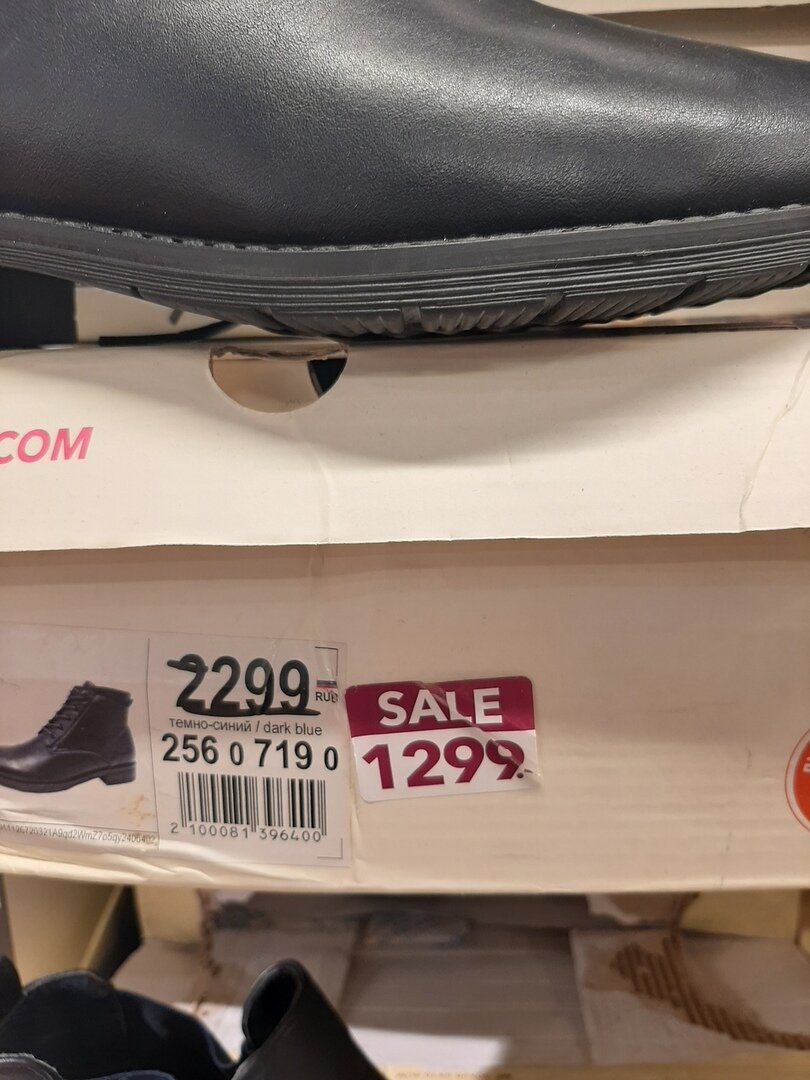 COM
2299
RUB
темно-синий / dark blue
256 0 719 0
2 100081 396400
SALE
1299.-